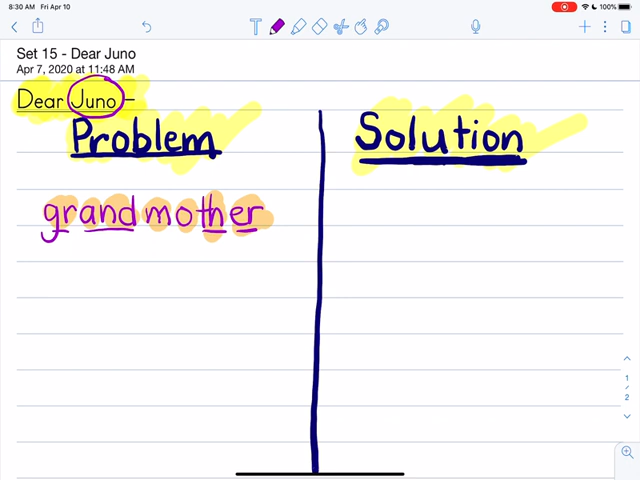 8:30 AM Fri Apr 10
100%
Set 15 - Dear Juno
Apr 7, 2020 at 11:48 AM
Dear Juno -
Problem
Solution
grandmother
1
/
2